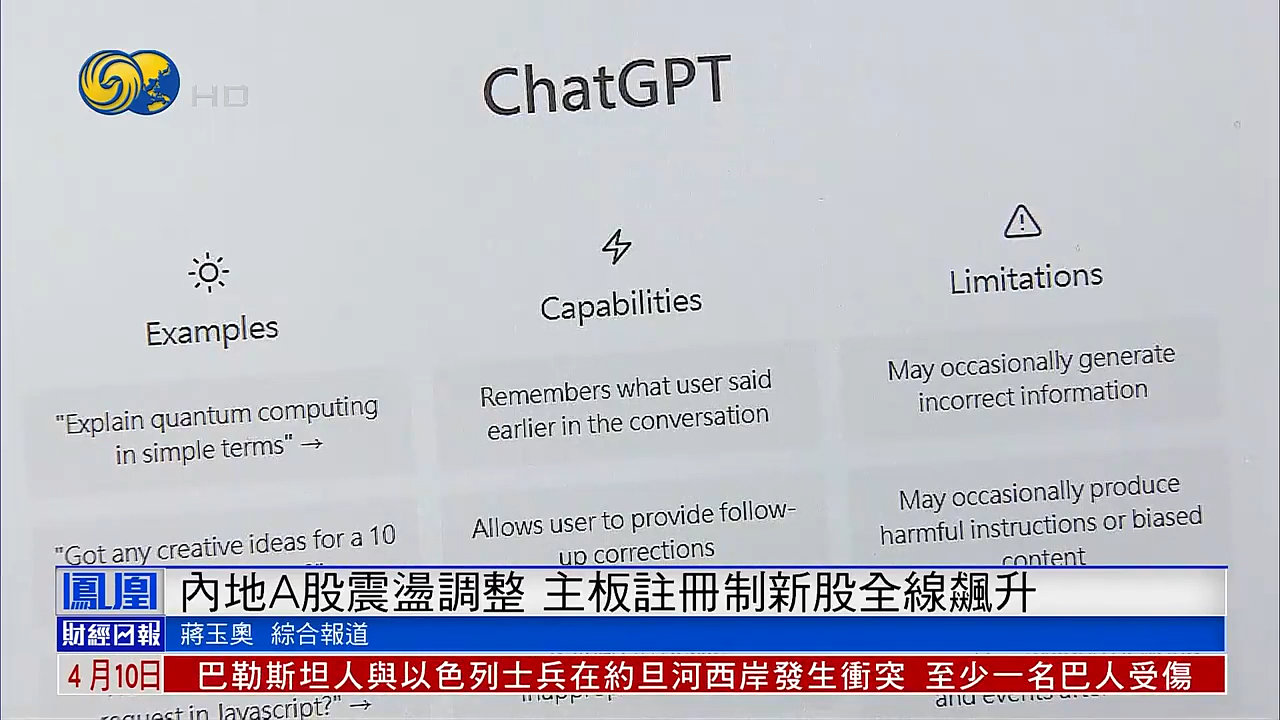 HD
ChatGPT
Examples
Capabilities
Limitations
"Explain quantum computing
in simple terms" →
Remembers what user said
earlier in the conversation
May occasionally generate
incorrect information
"Got any creative ideas for a 10
Allows user to provide follow-
up corrections
May occasionally produce
harmful instructions or biased
content
鳳凰
財經日報
內地A股震盪調整 主板註冊制新股全線飆升
蔣玉奧 綜合報道
4月10日
巴勒斯坦人與以色列士兵在約旦河西岸發生衝突 至少一名巴人受傷
request in Javascript?" →
and events